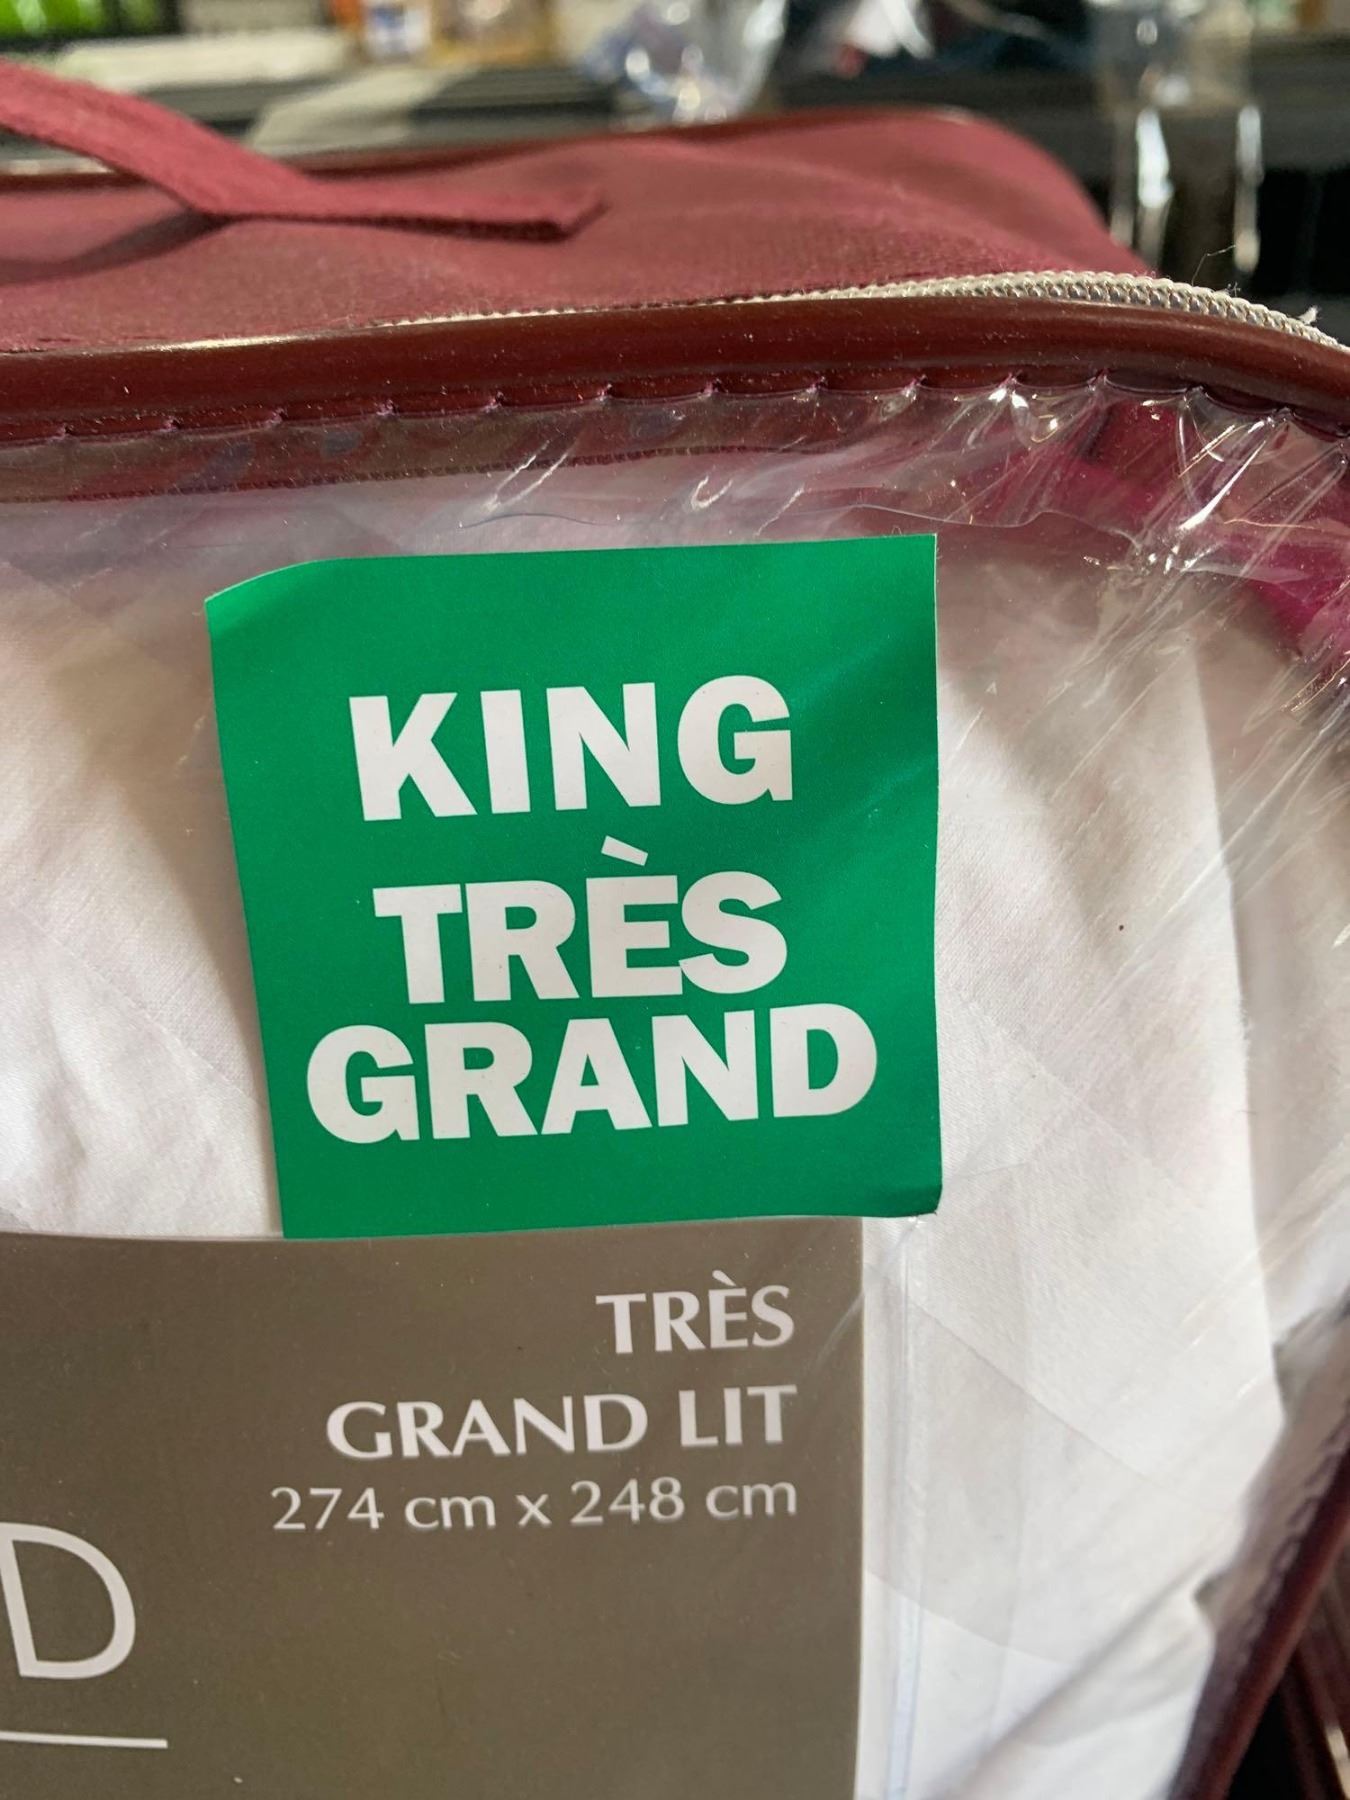 KING
TRÈS
GRAND
TRÈS
GRAND LIT
274 cm x 248 cm
D